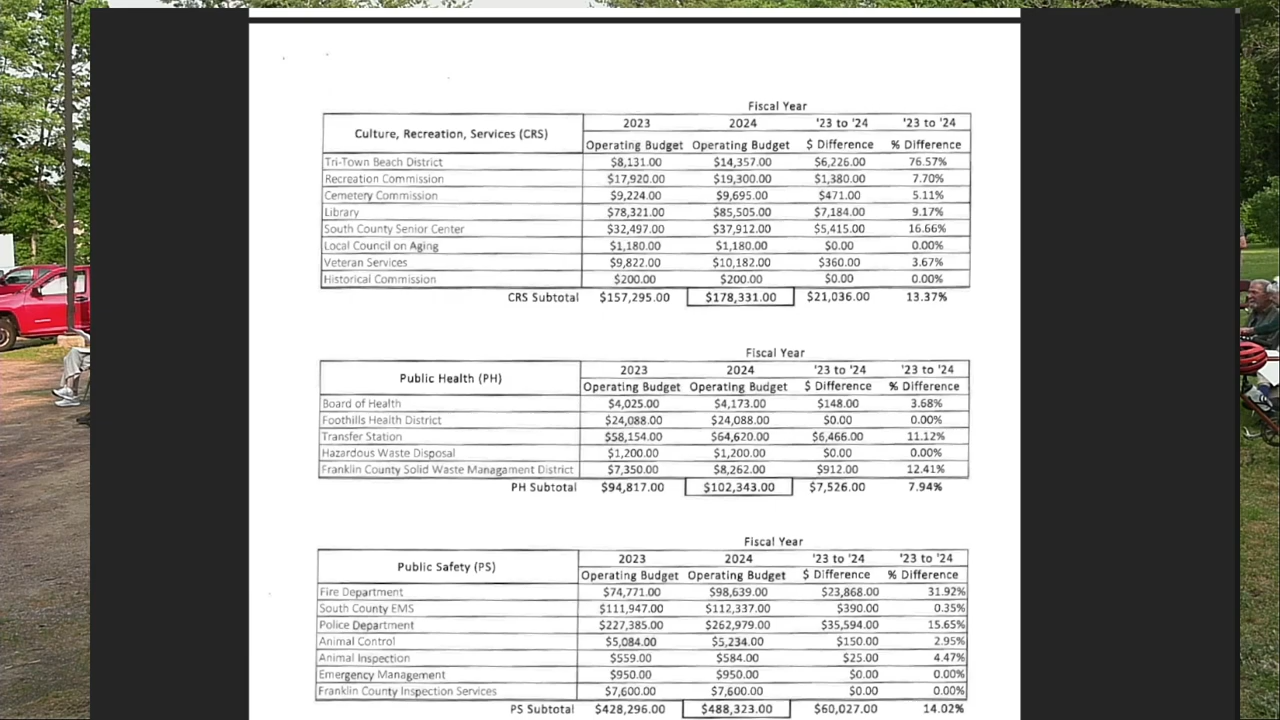 Fiscal Year
Culture, Recreation, Services (CRS) 2023 2024 '23 to '24 '23 to '24
Operating Budget Operating Budget $ Difference % Difference
Tri-Town Beach District $8,131.00 $14,357.00 $6,226.00 76.57%
Recreation Commission $17,920.00 $19,300.00 $1,380.00 7.70%
Cemetery Commission $9,224.00 $9,695.00 $471.00 5.11%
Library $78,321.00 $85,505.00 $7,184.00 9.17%
South County Senior Center $32,497.00 $37,912.00 $5,415.00 16.66%
Local Council on Aging $1,180.00 $1,180.00 $0.00 0.00%
Veteran Services $9,822.00 $10,182.00 $360.00 3.67%
Historical Commission $200.00 $200.00 $0.00 0.00%
CRS Subtotal $157,295.00 $178,331.00 $21,036.00 13.37%
Fiscal Year
Public Health (PH) 2023 2024 '23 to '24 '23 to '24
Operating Budget Operating Budget $ Difference % Difference
Board of Health $4,025.00 $4,173.00 $148.00 3.68%
Foothills Health District $24,088.00 $24,088.00 $0.00 0.00%
Transfer Station $58,154.00 $64,620.00 $6,466.00 11.12%
Hazardous Waste Disposal $1,200.00 $1,200.00 $0.00 0.00%
Franklin County Solid Waste Managament District $7,350.00 $8,262.00 $912.00 12.41%
PH Subtotal $94,817.00 $102,343.00 $7,526.00 7.94%
Fiscal Year
Public Safety (PS) 2023 2024 '23 to '24 '23 to '24
Operating Budget Operating Budget $ Difference % Difference
Fire Department $74,771.00 $98,639.00 $23,868.00 31.92%
South County EMS $111,947.00 $112,337.00 $390.00 0.35%
Police Department $227,385.00 $262,979.00 $35,594.00 15.65%
Animal Control $5,084.00 $5,234.00 $150.00 2.95%
Animal Inspection $559.00 $584.00 $25.00 4.47%
Emergency Management $950.00 $950.00 $0.00 0.00%
Franklin County Inspection Services $7,600.00 $7,600.00 $0.00 0.00%
PS Subtotal $428,296.00 $488,323.00 $60,027.00 14.02%